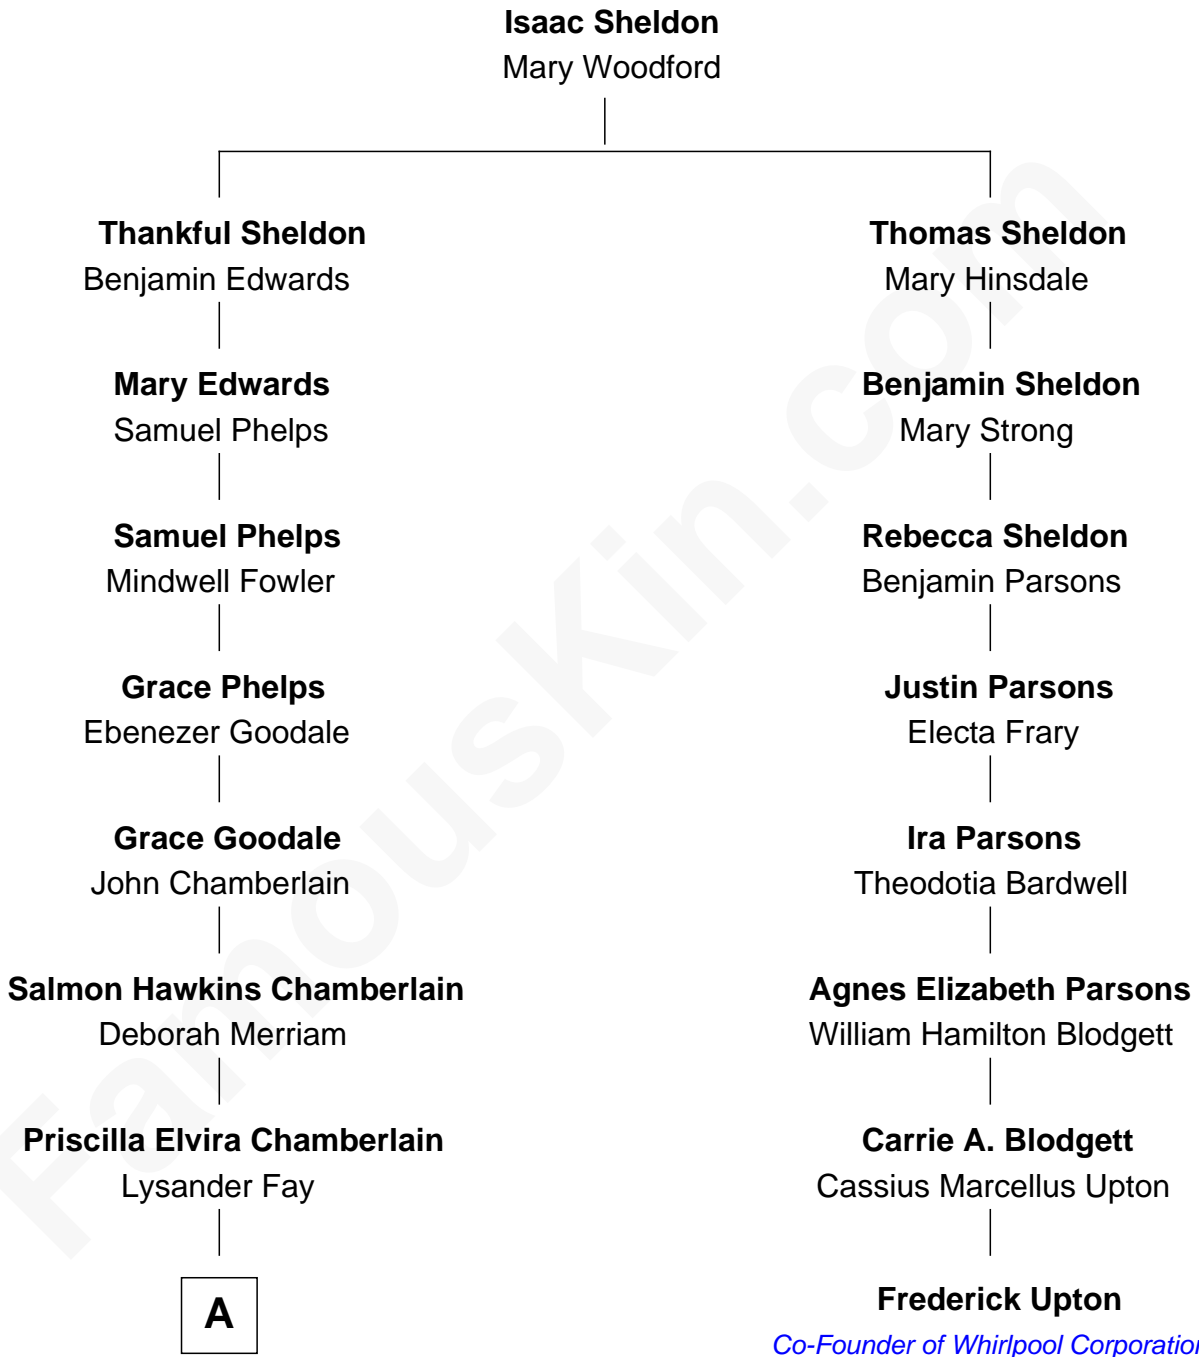 Isaac Sheldon
Mary Woodford
Thankful Sheldon
Benjamin Edwards
Thomas Sheldon
Mary Hinsdale
Mary Edwards
Samuel Phelps
Benjamin Sheldon
Mary Strong
Samuel Phelps
Mindwell Fowler
Rebecca Sheldon
Benjamin Parsons
Grace Phelps
Ebenezer Goodale
Justin Parsons
Electa Frary
Grace Goodale
John Chamberlain
Ira Parsons
Theodotia Bardwell
Salmon Hawkins Chamberlain
Deborah Merriam
Agnes Elizabeth Parsons
William Hamilton Blodgett
Priscilla Elvira Chamberlain
Lysander Fay
Carrie A. Blodgett
Cassius Marcellus Upton
A
Frederick Upton
Co-Founder of Whirlpool Corporation
FamousKin.com